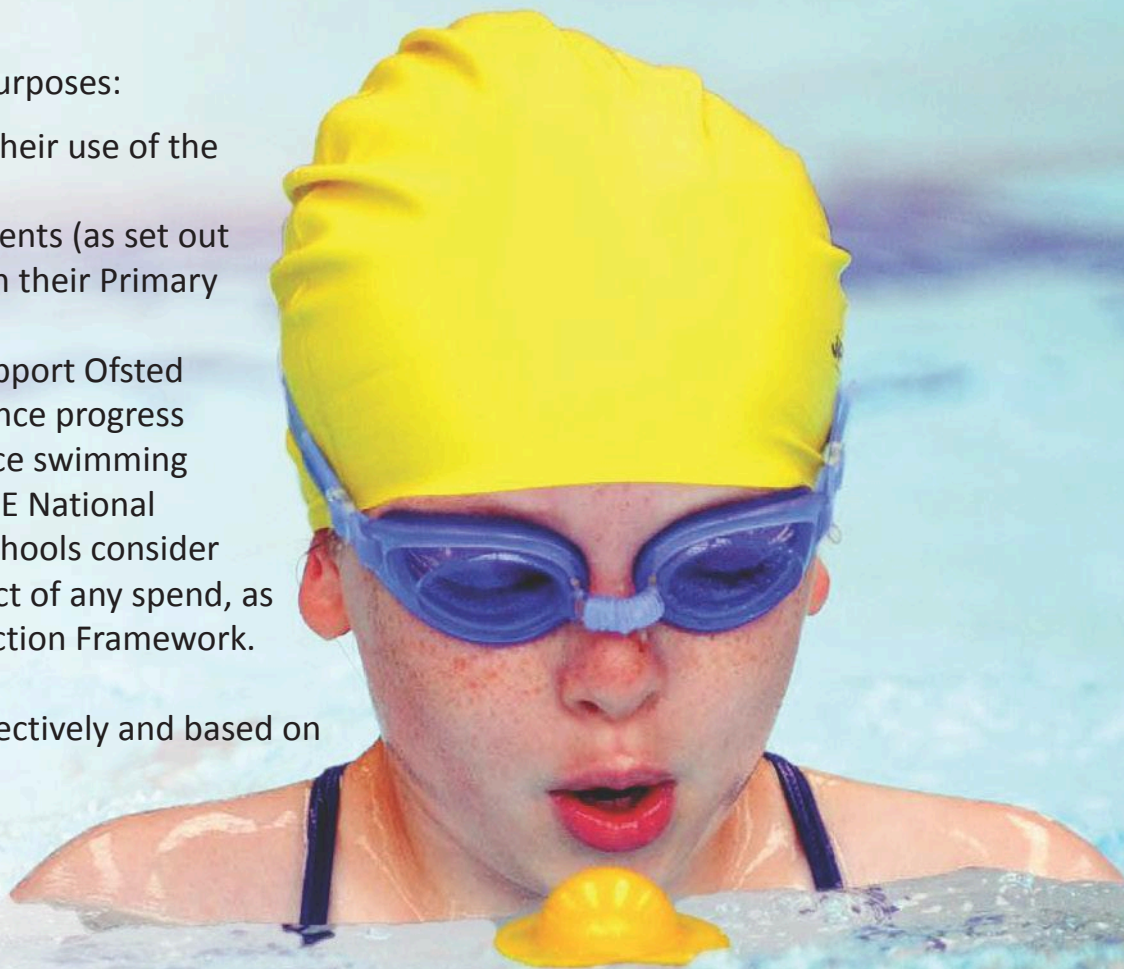 urposes:
heir use of the
ents (as set out
n their Primary
pport Ofsted
nce progress
ce swimming
E National
hools consider
ct of any spend, as
ction Framework.
ectively and based on